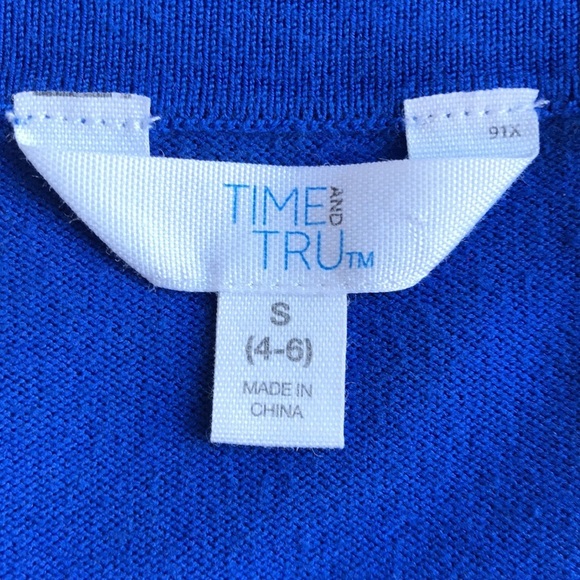 91X
TIME AND
TRU™
S
(4-6)
MADE IN
CHINA